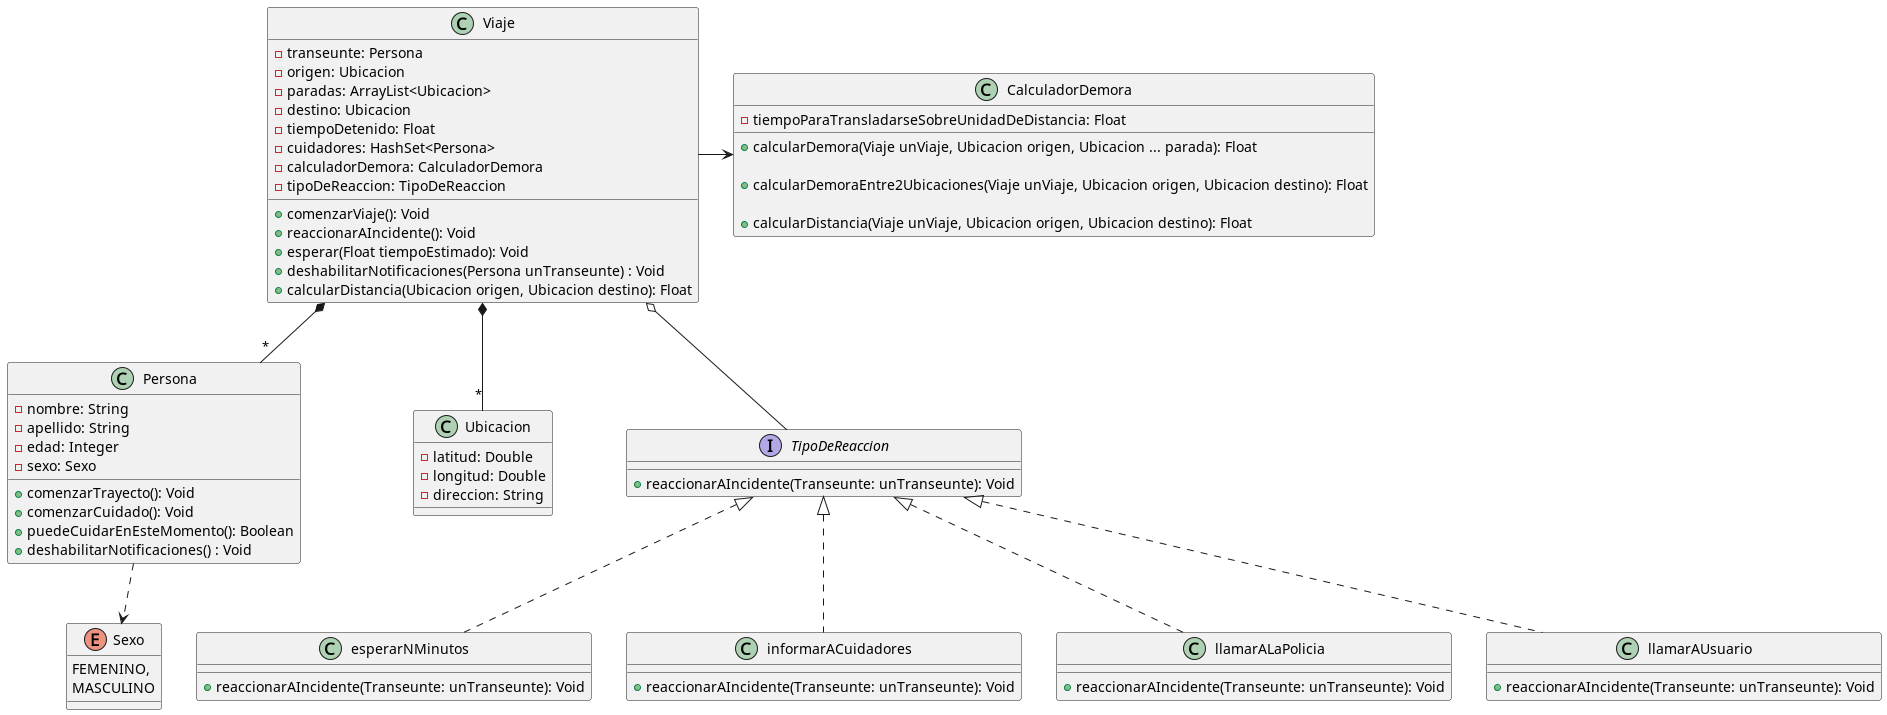 C Viaje
transeunte: Persona
origen: Ubicacion
paradas: ArrayList<Ubicacion>
destino: Ubicacion
tiempoDetenido: Float
cuidadores: HashSet<Persona>
calculadorDemora: CalculadorDemora
tipoDeReaccion: TipoDeReaccion
comenzarViaje(): Void
reaccionarAIncidente(): Void
esperar(Float tiempoEstimado): Void
deshabilitarNotificaciones(Persona unTranseunte) : Void
calcularDistancia(Ubicacion origen, Ubicacion destino): Float
C CalculadorDemora
tiempoParaTransladarseSobreUnidadDeDistancia: Float
calcularDemora(Viaje unViaje, Ubicacion origen, Ubicacion ... parada): Float
calcularDemoraEntre2Ubicaciones(Viaje unViaje, Ubicacion origen, Ubicacion destino): Float
calcularDistancia(Viaje unViaje, Ubicacion origen, Ubicacion destino): Float
*
*
C Persona
nombre: String
apellido: String
edad: Integer
sexo: Sexo
comenzarTrayecto(): Void
comenzarCuidado(): Void
puedeCuidarEnEsteMomento(): Boolean
deshabilitarNotificaciones() : Void
C Ubicacion
latitud: Double
longitud: Double
direccion: String
I TipoDeReaccion
reaccionarAIncidente(Transeunte: unTranseunte): Void
E Sexo
FEMENINO,
MASCULINO
C esperarNMinutos
reaccionarAIncidente(Transeunte: unTranseunte): Void
C informarACuidadores
reaccionarAIncidente(Transeunte: unTranseunte): Void
C llamarALaPolicia
reaccionarAIncidente(Transeunte: unTranseunte): Void
C llamarAUsuario
reaccionarAIncidente(Transeunte: unTranseunte): Void